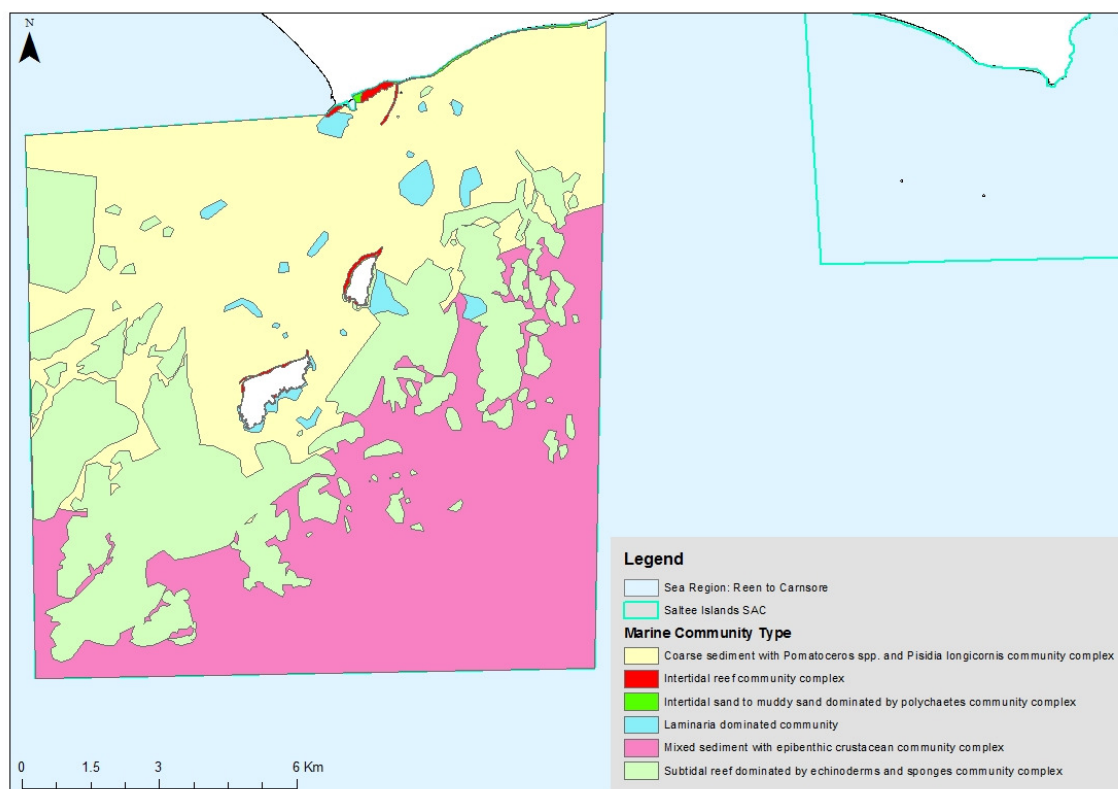 N
Legend
Sea Region: Reen to Carnsore
Saltee Islands SAC
Marine Community Type
Coarse sediment with Pomatoceros spp. and Pisidia longicornis community complex
Intertidal reef community complex
Intertidal sand to muddy sand dominated by polychaetes community complex
Laminaria dominated community
Mixed sediment with epibenthic crustacean community complex
Subtidal reef dominated by echinoderms and sponges community complex
0 1.5 3 6 Km